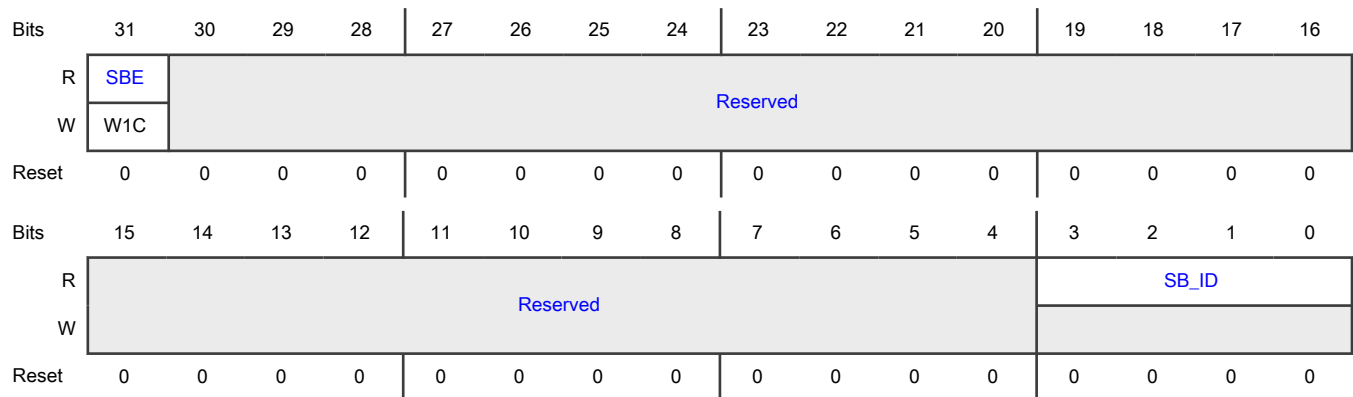 Bits 31 30 29 28 27 26 25 24 23 22 21 20 19 18 17 16
R SBE
Reserved
W W1C
Reset 0 0 0 0 0 0 0 0 0 0 0 0 0 0 0 0
Bits 15 14 13 12 11 10 9 8 7 6 5 4 3 2 1 0
R SB_ID
Reserved
W
Reset 0 0 0 0 0 0 0 0 0 0 0 0 0 0 0 0